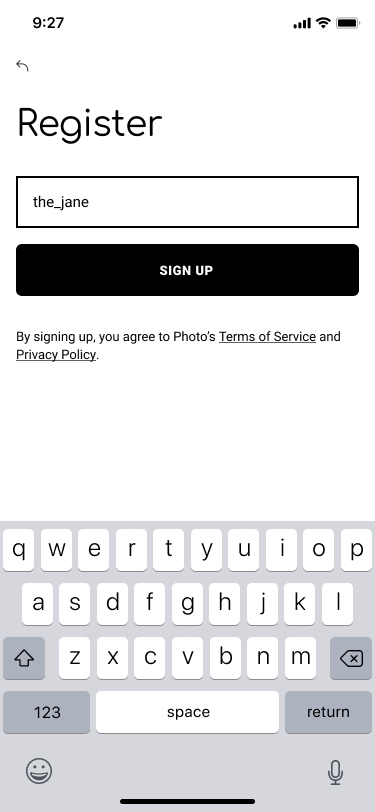 9:27
Register
the_jane
SIGN UP
By signing up, you agree to Photo’s Terms of Service and
Privacy Policy.
q w e r t y u i o p
a s d f g h j k l
z x c v b n m
123 space return